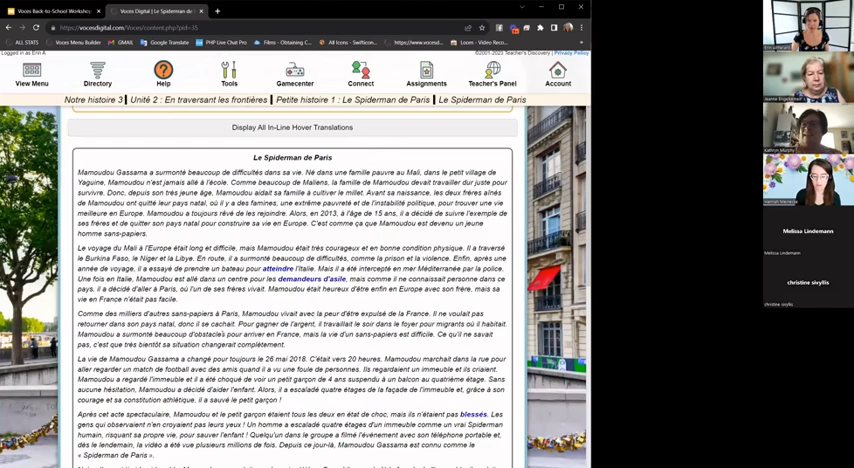 Voces Back-to-School Worksho
Voces Digital | Le Spiderman de
https://vocesdigital.com/Voces/content.php?pid=35
ALL STATS
Voces Menu Builder
GMAIL
Google Translate
PHP Live Chat Pro
Films - Obtaining C...
All Icons - Swifticom...
https://www.vocesd...
Loom - Video Reco...
Logged in as Erin A
©2001-2023 Teacher's Discovery | Privacy Policy
View Menu
Directory
Help
Tools
Gamecenter
Connect
Assignments
Teacher's Panel
Account
Notre histoire 3 | Unité 2 : En traversant les frontières | Petite histoire 1 : Le Spiderman de Paris | Le Spiderman de Paris
Display All In-Line Hover Translations
Le Spiderman de Paris
Mamoudou Gassama a surmonté beaucoup de difficultés dans sa vie. Né dans une famille pauvre au Mali, dans le petit village de
Yaguine, Mamoudou n'est jamais allé à l'école. Comme beaucoup de Maliens, la famille de Mamoudou devait travailler dur juste pour
survivre. Donc, depuis son très jeune âge, Mamoudou aidait sa famille à cultiver le millet. Avant sa naissance, les deux frères aînés
de Mamoudou ont quitté leur pays natal, où il y a des famines, une extrême pauvreté et de l'instabilité politique, pour trouver une vie
meilleure en Europe. Mamoudou a toujours rêvé de les rejoindre. Alors, en 2013, à l'âge de 15 ans, il a décidé de suivre l'exemple de
ses frères et de quitter son pays natal pour construire sa vie en Europe. C'est comme ça que Mamoudou est devenu un jeune
homme sans-papiers.
Le voyage du Mali à l'Europe était long et difficile, mais Mamoudou était très courageux et en bonne condition physique. Il a traversé
le Burkina Faso, le Niger et la Libye. En route, il a surmonté beaucoup de difficultés, comme la prison et la violence. Enfin, après une
année de voyage, il a essayé de prendre un bateau pour atteindre l'Italie. Mais il a été intercepté en mer Méditerranée par la police.
Une fois en Italie, Mamoudou est allé dans un centre pour les demandeurs d'asile, mais comme il ne connaissait personne dans ce
pays, il a décidé d'aller à Paris, où l'un de ses frères vivait. Mamoudou était heureux d'être enfin en Europe avec son frère, mais sa
vie en France n'était pas facile.
Comme des milliers d'autres sans-papiers à Paris, Mamoudou vivait avec la peur d'être expulsé de la France. Il ne voulait pas
retourner dans son pays natal, donc il se cachait. Pour gagner de l'argent, il travaillait le soir dans le foyer pour migrants où il habitait.
Mamoudou a surmonté beaucoup d'obstacles pour arriver en France, mais la vie d'un sans-papiers est difficile. Ce qu'il ne savait
pas, c'est que très bientôt sa situation changerait complètement.
La vie de Mamoudou Gassama a changé pour toujours le 26 mai 2018. C'était vers 20 heures. Mamoudou marchait dans la rue pour
aller regarder un match de football avec des amis quand il a vu une foule de personnes. Ils regardaient un immeuble et ils criaient.
Mamoudou a regardé l'immeuble et il a été choqué de voir un petit garçon de 4 ans suspendu à un balcon au quatrième étage. Sans
aucune hésitation, Mamoudou a décidé d'aider l'enfant. Alors, il a escaladé quatre étages de la façade de l'immeuble et, grâce à son
courage et sa constitution athlétique, il a sauvé le petit garçon !
Après cet acte spectaculaire, Mamoudou et le petit garçon étaient tous les deux en état de choc, mais ils n'étaient pas blessés. Les
gens qui observaient n'en croyaient pas leurs yeux ! Un homme a escaladé quatre étages d'un immeuble comme un vrai Spiderman
humain, risquant sa propre vie, pour sauver l'enfant ! Quelqu'un dans le groupe a filmé l'événement avec son téléphone portable et,
dès le lendemain, la vidéo a été vue plusieurs millions de fois. Depuis ce jour-là, Mamoudou est connu comme le
« Spiderman de Paris ».
Kathryn Murphy
Melissa Lindemann
Melissa Lindemann
christine sivyllis
christine sivyllis